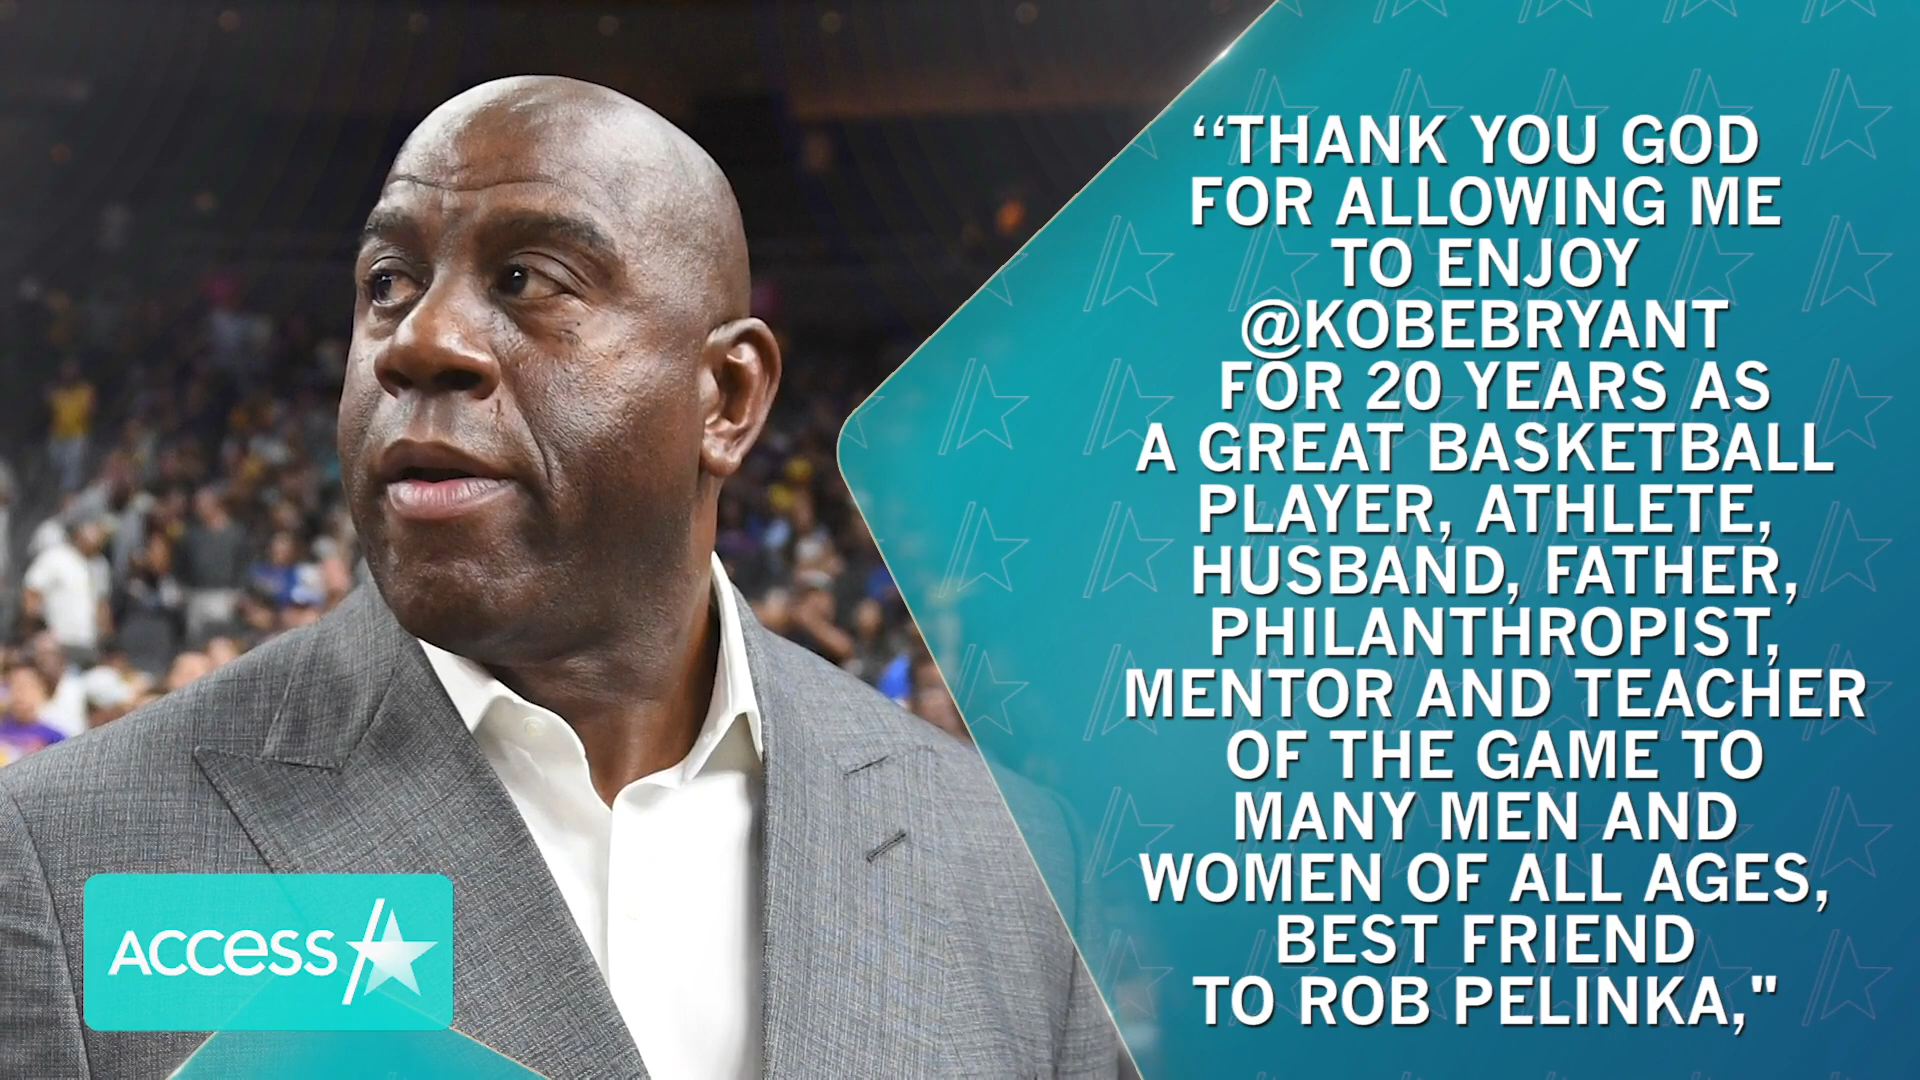 “THANK YOU GOD
FOR ALLOWING ME
TO ENJOY
@KOBEBRYANT
FOR 20 YEARS AS
A GREAT BASKETBALL
PLAYER, ATHLETE,
HUSBAND, FATHER,
PHILANTHROPIST,
MENTOR AND TEACHER
OF THE GAME TO
MANY MEN AND
WOMEN OF ALL AGES,
BEST FRIEND
TO ROB PELINKA,"
ACCESS